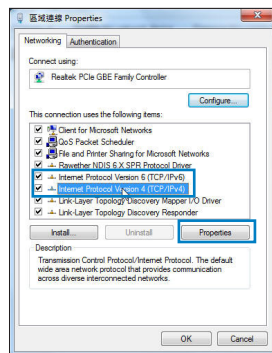 區域連線 Properties
Networking
Authentication
Connect using:
Realtek PCIe GBE Family Controller
Configure...
This connection uses the following items:
Client for Microsoft Networks
QoS Packet Scheduler
File and Printer Sharing for Microsoft Networks
Rawether NDIS 6.X SPR Protocol Driver
Internet Protocol Version 6 (TCP/IPv6)
Internet Protocol Version 4 (TCP/IPv4)
Link-Layer Topology Discovery Mapper I/O Driver
Link-Layer Topology Discovery Responder
Install...
Uninstall
Properties
Description
Transmission Control Protocol/Internet Protocol. The default
wide area network protocol that provides communication
across diverse interconnected networks.
OK
Cancel